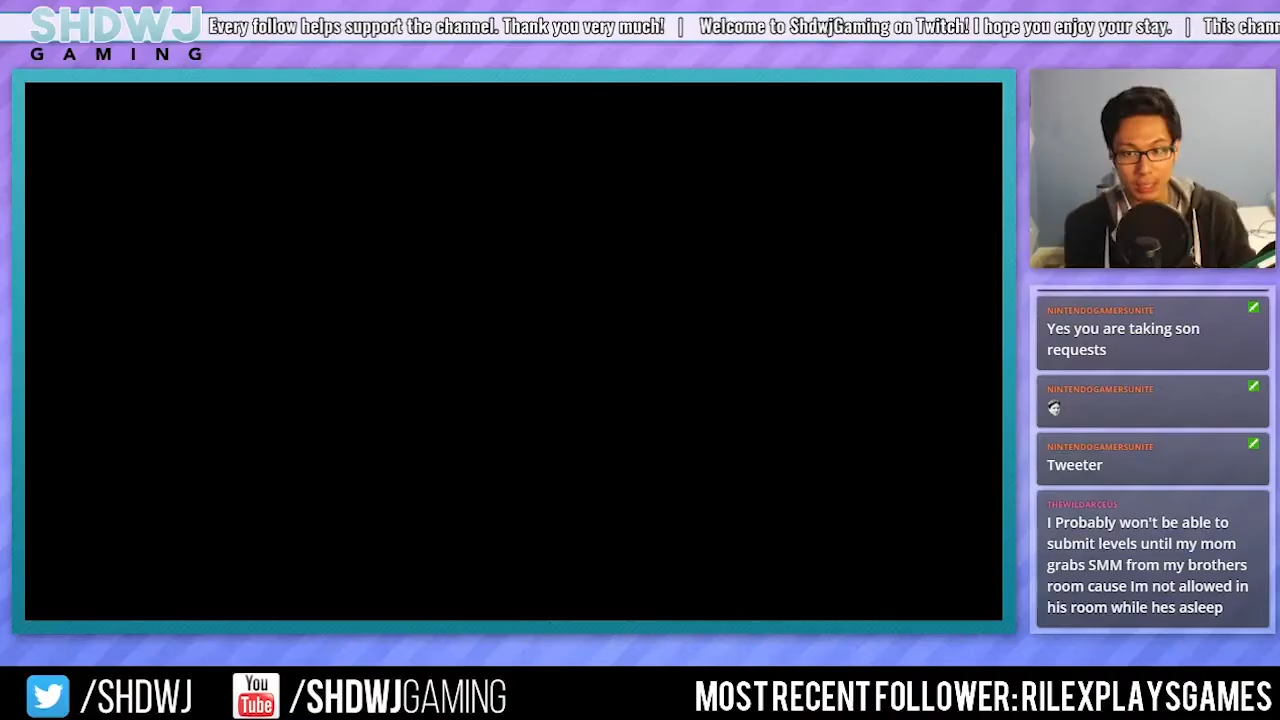 SHDWJ
GAMING
Every follow helps support the channel. Thank you very much! | Welcome to ShdwjGaming on Twitch! I hope you enjoy your stay. | This chann
NINTENDOGAMERSUNITE
Yes you are taking son
requests
NINTENDOGAMERSUNITE
NINTENDOGAMERSUNITE
Tweeter
THEWILDARCEUS
I Probably won't be able to
submit levels until my mom
grabs SMM from my brothers
room cause Im not allowed in
his room while hes asleep
/SHDWJ
You
Tube
/SHDWJGAMING
MOST RECENT FOLLOWER: RILEXPLAYSGAMES